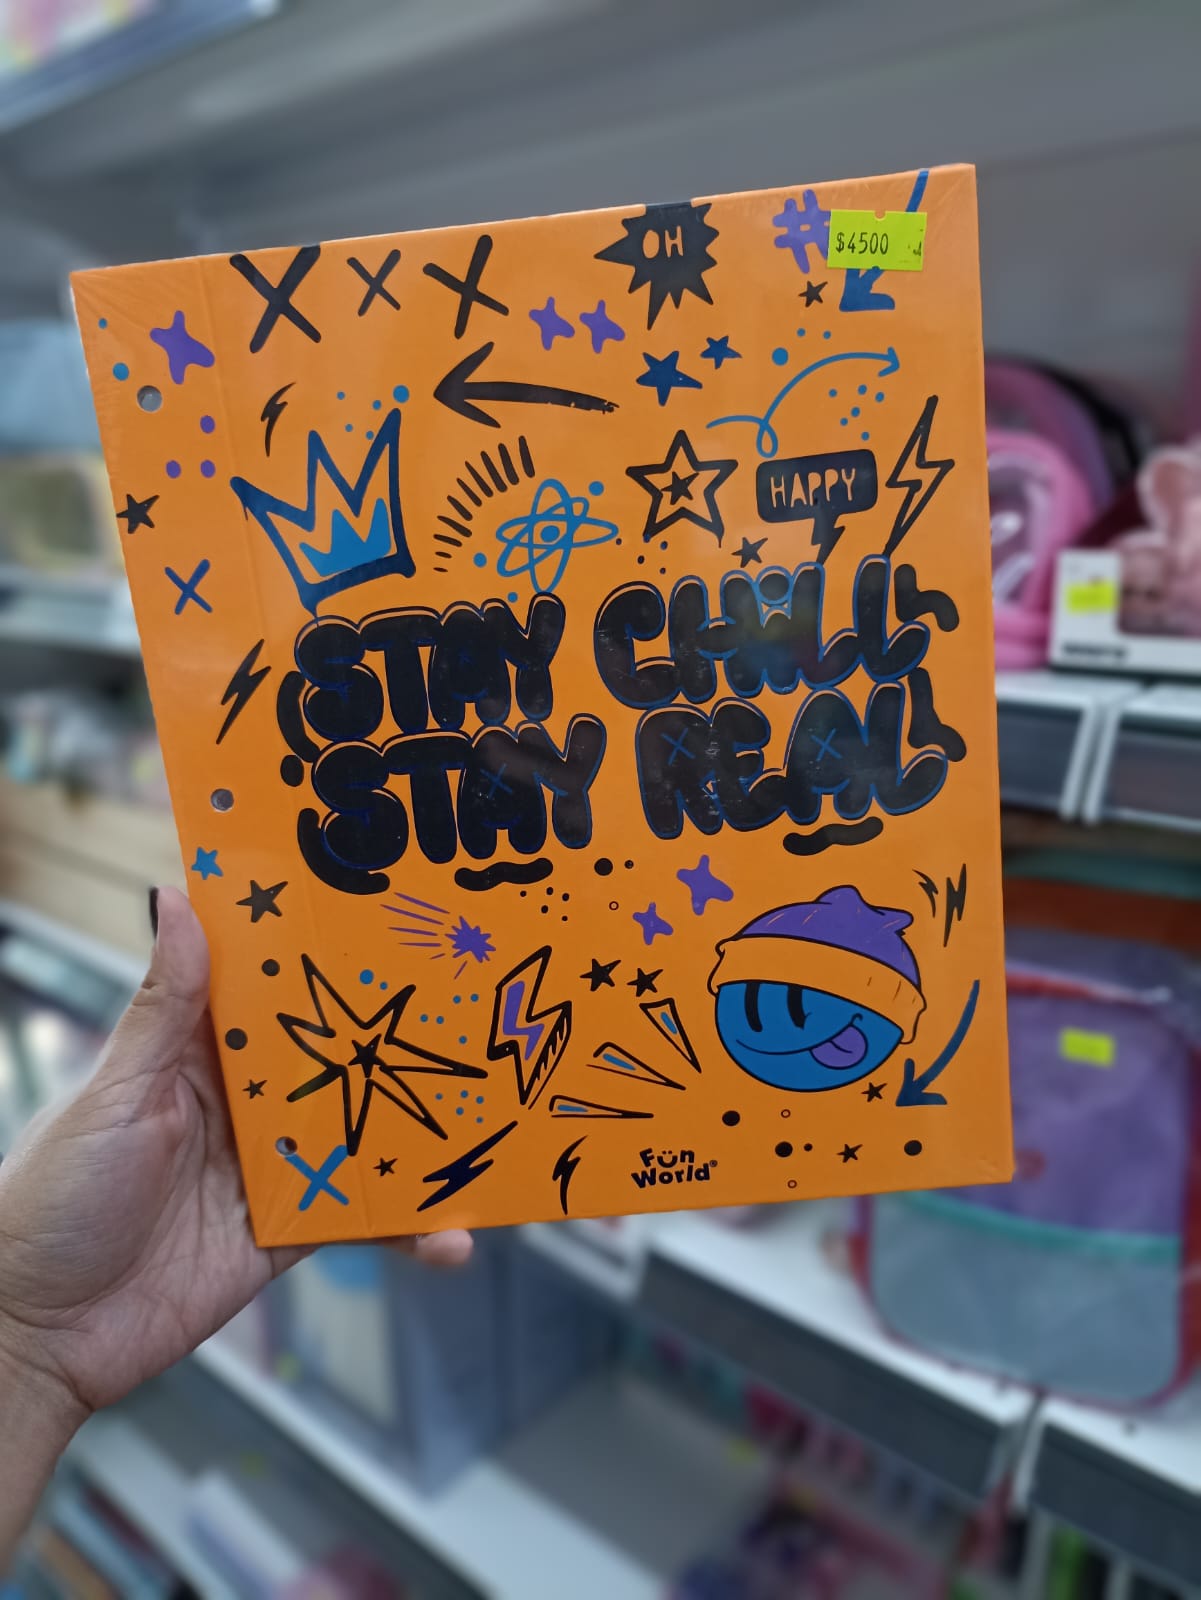 OH
$4500
HAPPY
STAY CHILL
STAY REAL
Fun
World®